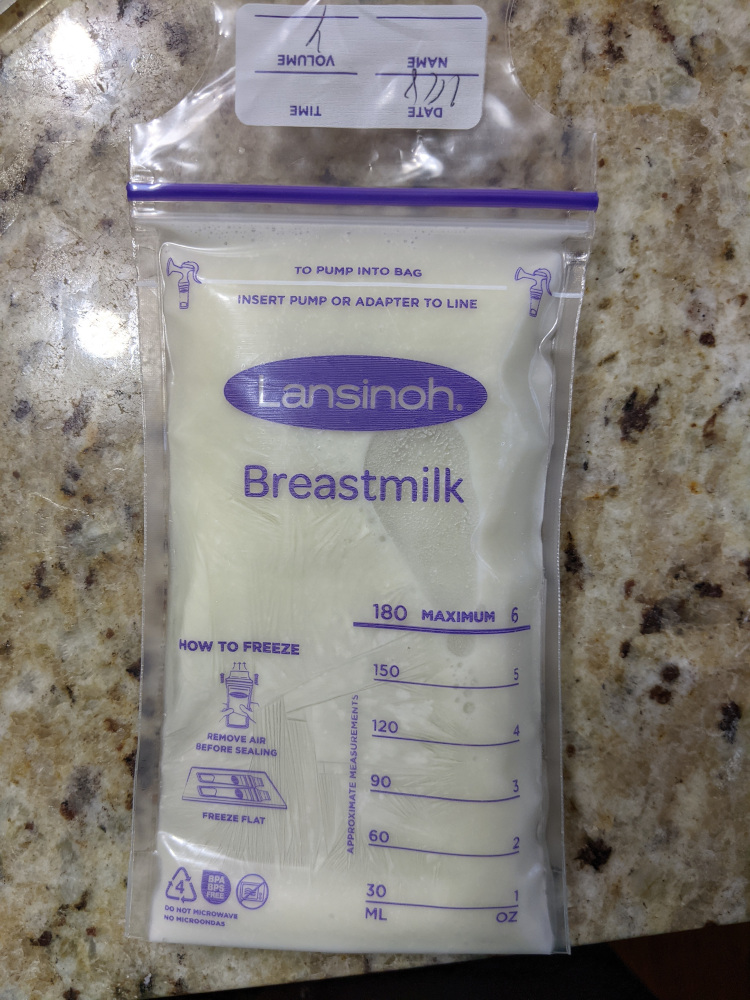 DATE TIME
NAME VOLUME
TO PUMP INTO BAG
INSERT PUMP OR ADAPTER TO LINE
Lansinoh®
Breastmilk
180 MAXIMUM 6
150 5
120 4
90 3
60 2
30 1
ML OZ
APPROXIMATE MEASUREMENTS
HOW TO FREEZE
REMOVE AIR
BEFORE SEALING
FREEZE FLAT
4
BPA
BPS
FREE
DO NOT MICROWAVE
NO MICROONDAS